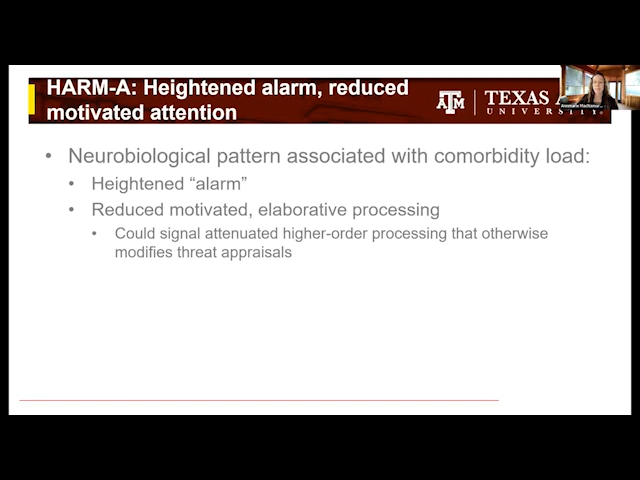 HARM-A: Heightened alarm, reduced
motivated attention
ATM
TEXAS A
UNIVERSITY
• Neurobiological pattern associated with comorbidity load:
• Heightened “alarm”
• Reduced motivated, elaborative processing
• Could signal attenuated higher-order processing that otherwise
modifies threat appraisals